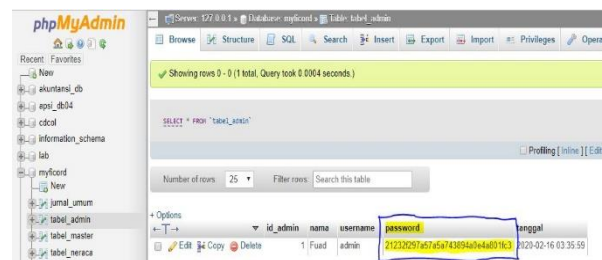 phpMyAdmin
Recent Favorites
New
akuntansi_db
apsi_db04
cdcol
information_schema
lab
myficord
New
jurnal_umum
tabel_admin
tabel_master
tabel_neraca
Server: 127.0.0.1 » Database: myficord » Table: tabel_admin
Browse Structure SQL Search Insert Export Import Privileges Opera
Showing rows 0 - 0 (1 total, Query took 0.0004 seconds.)
SELECT * FROM `tabel_admin`
Profiling [ Inline ] [ Edit
Number of rows: 25 Filter rows: Search this table
+ Options
←T→ id_admin nama username password tanggal
Edit Copy Delete 1 Fuad admin 21232f297a57a5a743894a0e4a801fc3 2020-02-16 03:35:59